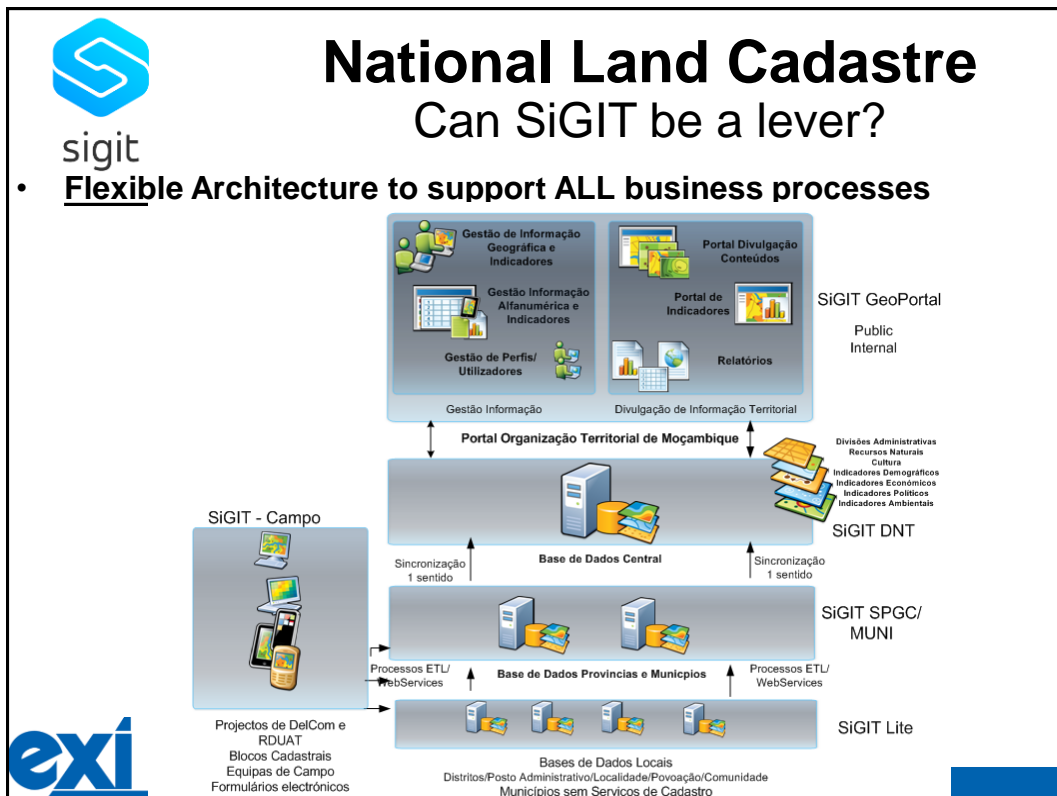 National Land Cadastre
Can SiGIT be a lever?
sigit
• Flexible Architecture to support ALL business processes
Gestão de Informação
Geográfica e
Indicadores
Gestão Informação
Alfanumérica e
Indicadores
Gestão de Perfis/
Utilizadores
Gestão Informação
Portal Divulgação
Conteúdos
Portal de
Indicadores
Relatórios
Divulgação de Informação Territorial
SiGIT GeoPortal
Public
Internal
Portal Organização Territorial de Moçambique
Divisões Administrativas
Recursos Naturais
Cultura
Indicadores Demográficos
Indicadores Económicos
Indicadores Políticos
Indicadores Ambientais
SiGIT DNT
Base de Dados Central
SiGIT - Campo
Sincronização
1 sentido
Sincronização
1 sentido
SiGIT SPGC/
MUNI
Processos ETL/
WebServices
Base de Dados Provincias e Municpios
Processos ETL/
WebServices
SiGIT Lite
Projectos de DelCom e
RDUAT
Blocos Cadastrais
Equipas de Campo
Formulários electrónicos
Bases de Dados Locais
Distritos/Posto Administrativo/Localidade/Povoação/Comunidade
Municípios sem Serviços de Cadastro
exi